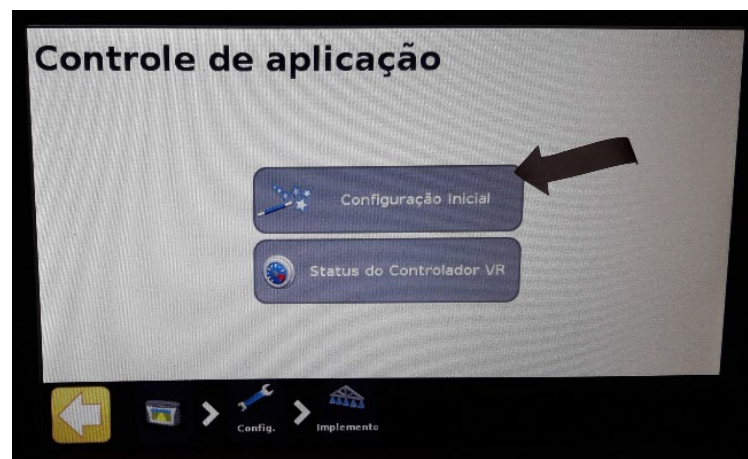 Controle de aplicação
Configuração Inicial
Status do Controlador VR
Config.
Implemento